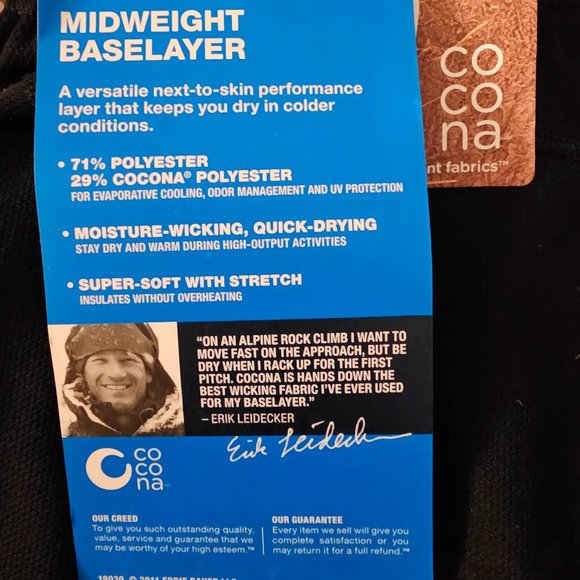 MIDWEIGHT
BASELAYER
A versatile next-to-skin performance
layer that keeps you dry in colder
conditions.
• 71% POLYESTER
29% COCONA® POLYESTER
FOR EVAPORATIVE COOLING, ODOR MANAGEMENT AND UV PROTECTION
• MOISTURE-WICKING, QUICK-DRYING
STAY DRY AND WARM DURING HIGH-OUTPUT ACTIVITIES
• SUPER-SOFT WITH STRETCH
INSULATES WITHOUT OVERHEATING
"ON AN ALPINE ROCK CLIMB I WANT TO
MOVE FAST ON THE APPROACH, BUT BE
DRY WHEN I RACK UP FOR THE FIRST
PITCH. COCONA IS HANDS DOWN THE
BEST WICKING FABRIC I'VE EVER USED
FOR MY BASELAYER."
– ERIK LEIDECKER
Erik Leidecker
co
co
na
OUR CREED
To give you such outstanding quality,
value, service and guarantee that we
may be worthy of your high esteem.™
OUR GUARANTEE
Every item we sell will give you
complete satisfaction or you
may return it for a full refund.™
co
co
na
nt fabrics™